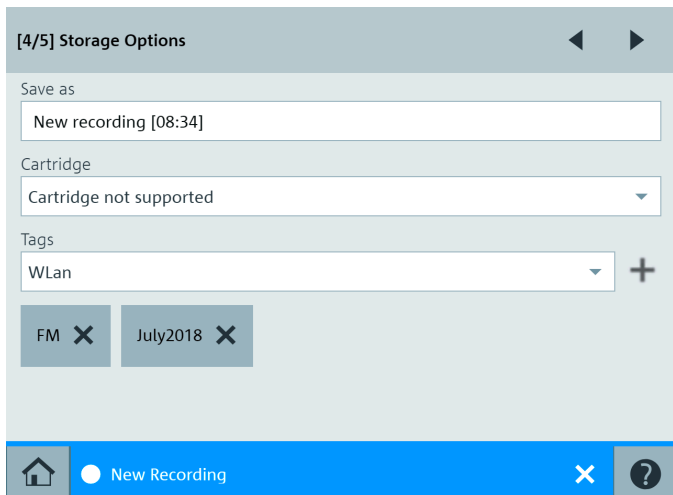 [4/5] Storage Options
Save as
New recording [08:34]
Cartridge
Cartridge not supported
Tags
WLan
FM
July2018
New Recording
?